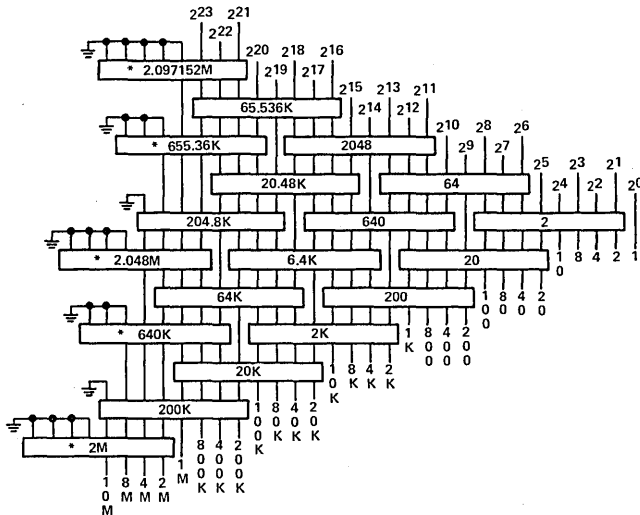 2^23
2^22
2^21
2^20
2^19
2^18
2^17
2^16
* 2.097152M
65.536K
2^15
2^14
2^13
2^12
2^11
* 655.36K
2048
2^10
2^9
2^8
2^7
2^6
20.48K
64
2^5
2^4
2^3
2^2
2^1
2^0
204.8K
640
2
* 2.048M
6.4K
20
10
8
4
2
1
64K
200
100
80
40
20
* 640K
2K
1K
800
400
200
20K
10K
8K
4K
2K
200K
100K
80K
40K
20K
* 2M
10M
8M
4M
2M
1M
800K
400K
200K